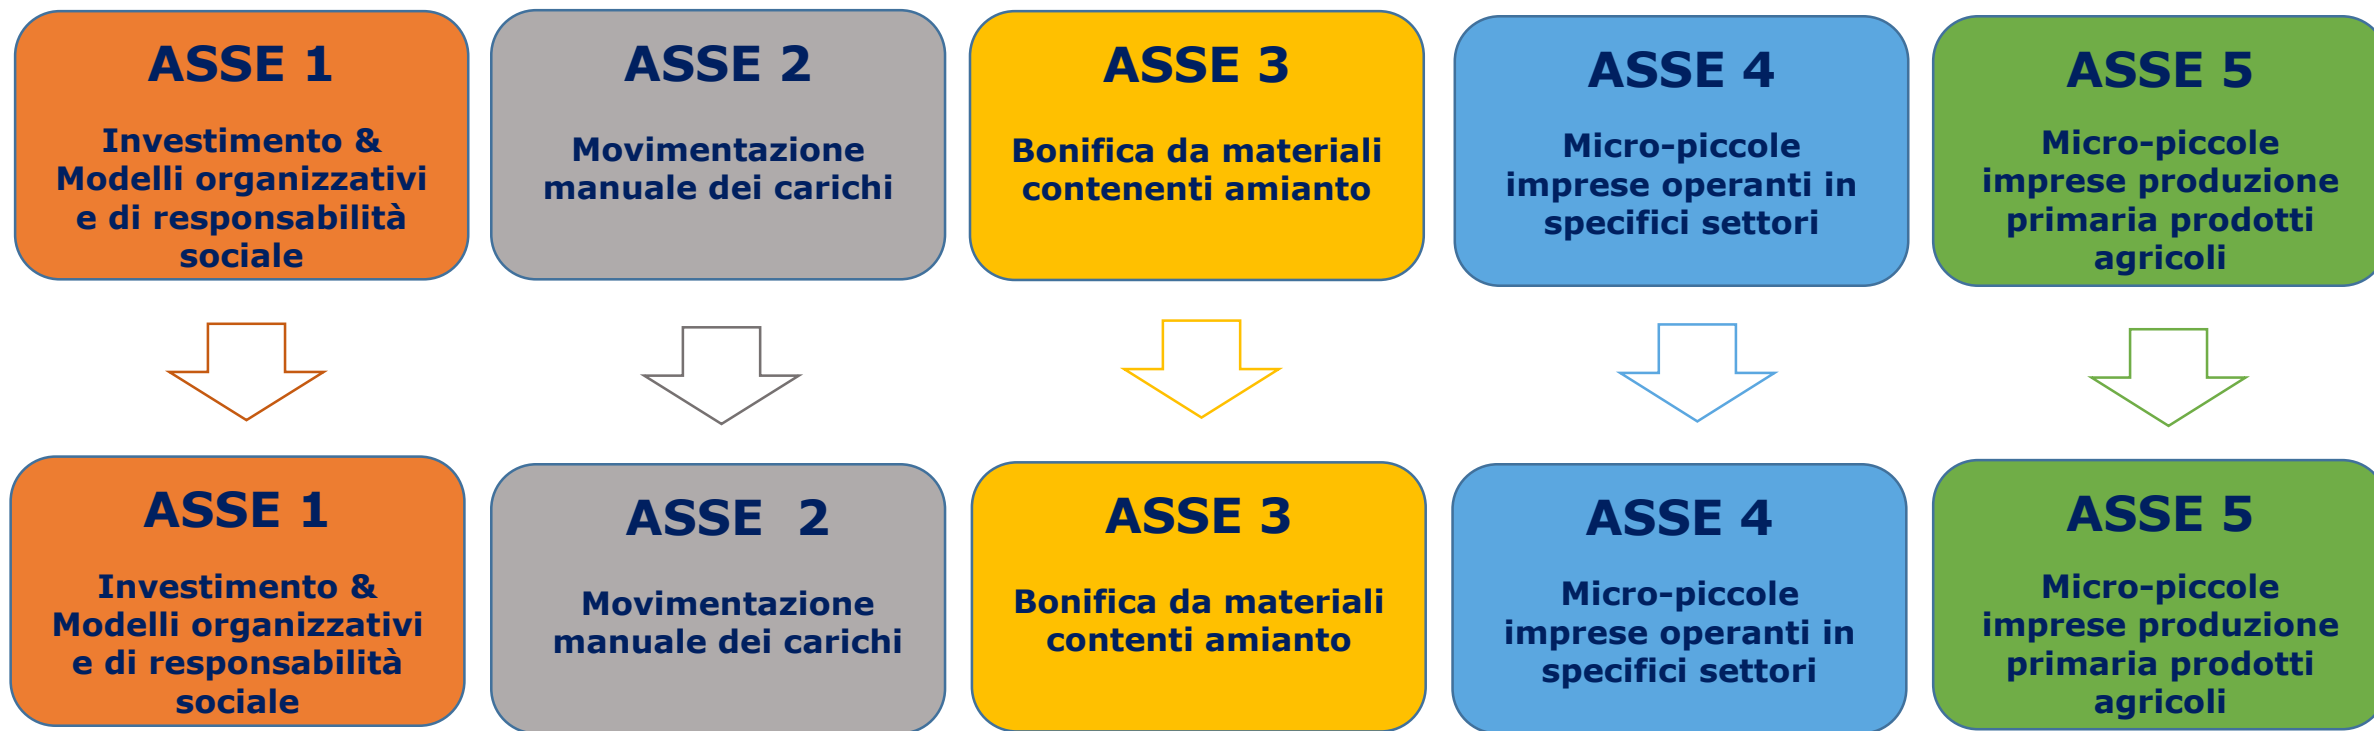 ASSE 1
Investimento &
Modelli organizzativi
e di responsabilità
sociale
ASSE 2
Movimentazione
manuale dei carichi
ASSE 3
Bonifica da materiali
contenenti amianto
ASSE 4
Micro-piccole
imprese operanti in
specifici settori
ASSE 5
Micro-piccole
imprese produzione
primaria prodotti
agricoli
ASSE 1
Investimento &
Modelli organizzativi
e di responsabilità
sociale
ASSE  2
Movimentazione
manuale dei carichi
ASSE 3
Bonifica da materiali
contenti amianto
ASSE 4
Micro-piccole
imprese operanti in
specifici settori
ASSE 5
Micro-piccole
imprese produzione
primaria prodotti
agricoli